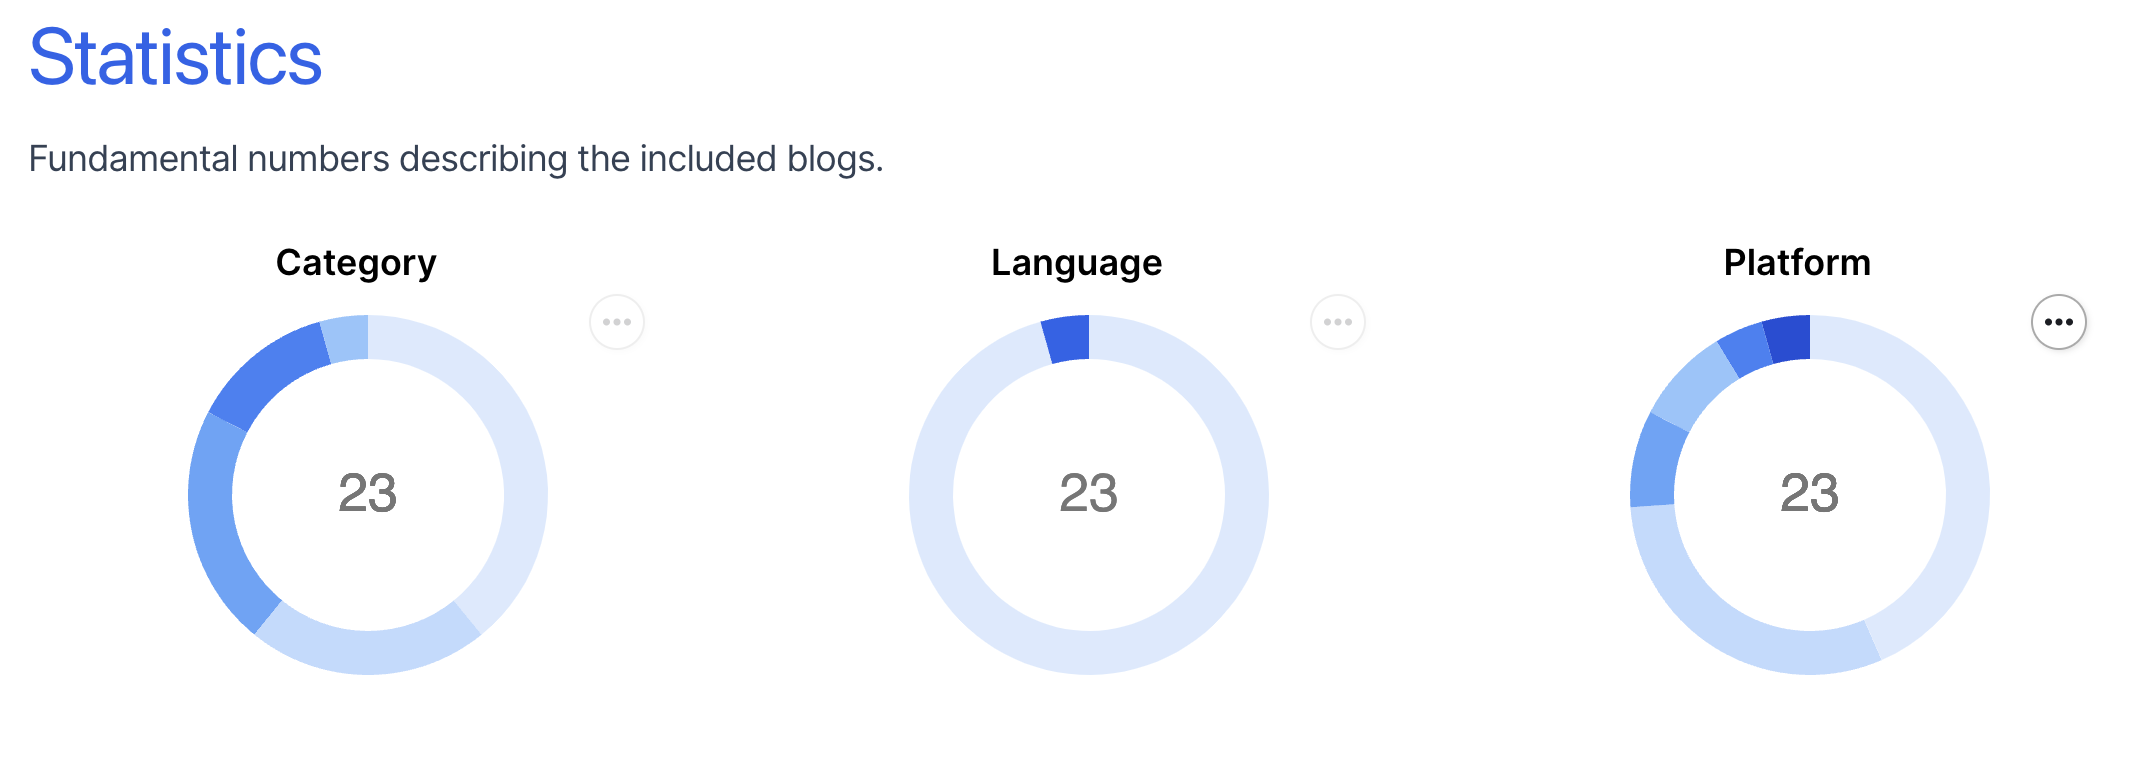 Statistics
Fundamental numbers describing the included blogs.
Category
Language
Platform
23
23
23